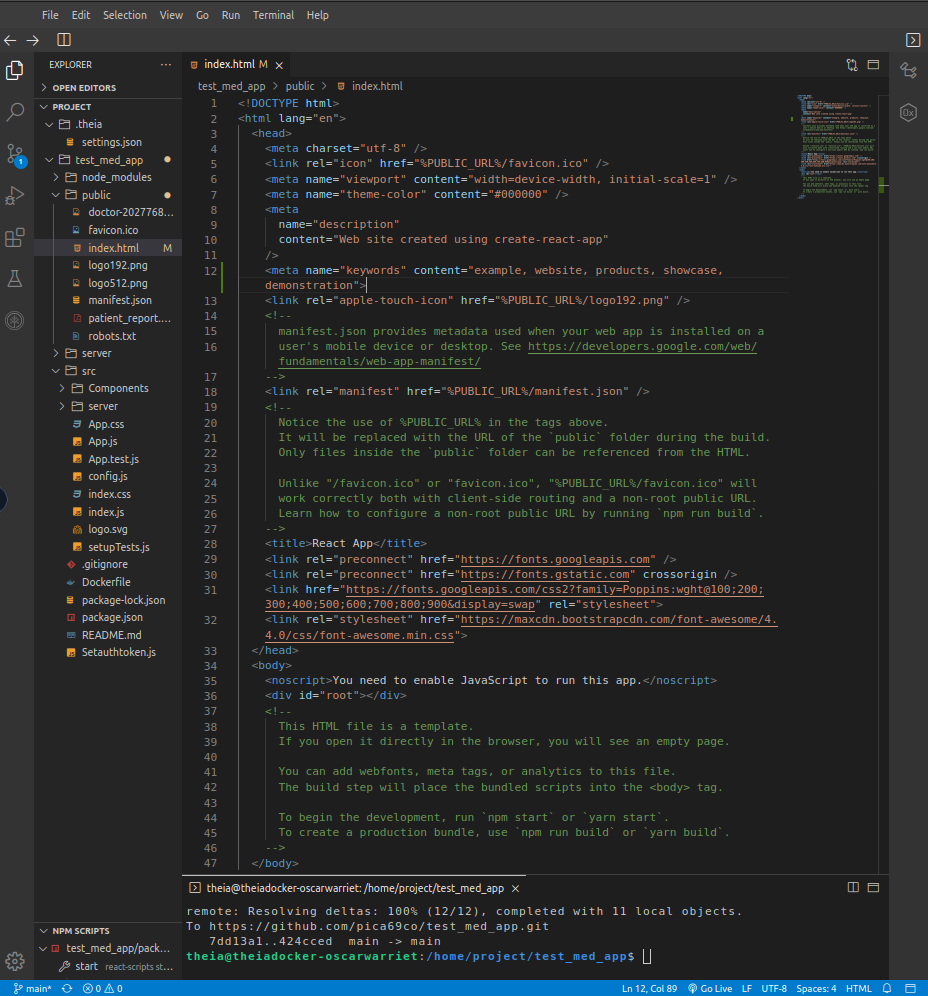 File Edit Selection View Go Run Terminal Help
EXPLORER ...
OPEN EDITORS
PROJECT
.theia
settings.json
test_med_app
node_modules
public
doctor-2027768...
favicon.ico
index.html M
logo192.png
logo512.png
manifest.json
patient_report....
robots.txt
server
src
Components
server
App.css
App.js
App.test.js
config.js
index.css
index.js
logo.svg
setupTests.js
.gitignore
Dockerfile
package-lock.json
package.json
README.md
Setauthtoken.js
NPM SCRIPTS
test_med_app/pack...
start react-scripts st...
1
index.html M ×
test_med_app > public > index.html
1 <!DOCTYPE html>
2 <html lang="en">
3 <head>
4 <meta charset="utf-8" />
5 <link rel="icon" href="%PUBLIC_URL%/favicon.ico" />
6 <meta name="viewport" content="width=device-width, initial-scale=1" />
7 <meta name="theme-color" content="#000000" />
8 <meta
9 name="description"
10 content="Web site created using create-react-app"
11 />
12 <meta name="keywords" content="example, website, products, showcase,
demonstration">
13 <link rel="apple-touch-icon" href="%PUBLIC_URL%/logo192.png" />
14 <!--
15 manifest.json provides metadata used when your web app is installed on a
16 user's mobile device or desktop. See https://developers.google.com/web/
fundamentals/web-app-manifest/
17 -->
18 <link rel="manifest" href="%PUBLIC_URL%/manifest.json" />
19 <!--
20 Notice the use of %PUBLIC_URL% in the tags above.
21 It will be replaced with the URL of the `public` folder during the build.
22 Only files inside the `public` folder can be referenced from the HTML.
23
24 Unlike "/favicon.ico" or "favicon.ico", "%PUBLIC_URL%/favicon.ico" will
25 work correctly both with client-side routing and a non-root public URL.
26 Learn how to configure a non-root public URL by running `npm run build`.
27 -->
28 <title>React App</title>
29 <link rel="preconnect" href="https://fonts.googleapis.com" />
30 <link rel="preconnect" href="https://fonts.gstatic.com" crossorigin />
31 <link href="https://fonts.googleapis.com/css2?family=Poppins:wght@100;200;
300;400;500;600;700;800;900&display=swap" rel="stylesheet">
32 <link rel="stylesheet" href="https://maxcdn.bootstrapcdn.com/font-awesome/4.
4.0/css/font-awesome.min.css">
33 </head>
34 <body>
35 <noscript>You need to enable JavaScript to run this app.</noscript>
36 <div id="root"></div>
37 <!--
38 This HTML file is a template.
39 If you open it directly in the browser, you will see an empty page.
40
41 You can add webfonts, meta tags, or analytics to this file.
42 The build step will place the bundled scripts into the <body> tag.
43
44 To begin the development, run `npm start` or `yarn start`.
45 To create a production bundle, use `npm run build` or `yarn build`.
46 -->
47 </body>
0x
theia@theiadocker-oscarwarriet: /home/project/test_med_app ×
remote: Resolving deltas: 100% (12/12), completed with 11 local objects.
To https://github.com/pica69co/test_med_app.git
7dd13a1..424cced main -> main
theia@theiadocker-oscarwarriet:/home/project/test_med_app$
main* 0 0 Ln 12, Col 89 Go Live LF UTF-8 Spaces: 4 HTML